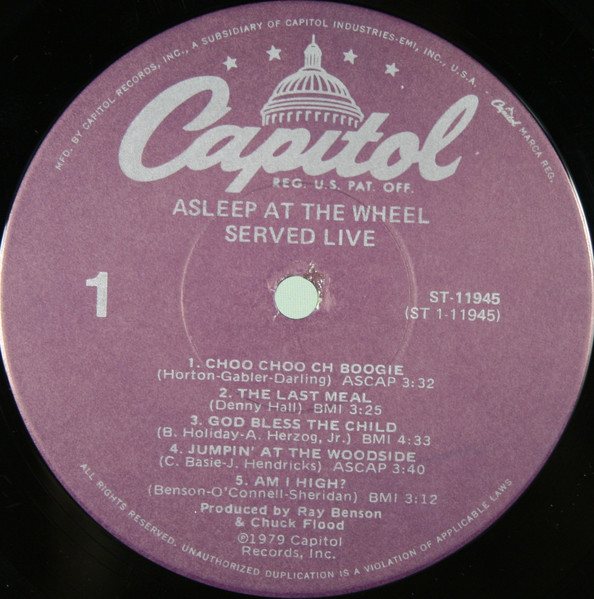 MFD. BY CAPITOL RECORDS, INC., A SUBSIDIARY OF CAPITOL INDUSTRIES-EMI, INC., U.S.A.
Capitol MARCA REG.
Capitol
REG. U.S. PAT. OFF.
ASLEEP AT THE WHEEL
SERVED LIVE
1
ST-11945
(ST 1-11945)
1. CHOO CHOO CH BOOGIE
(Horton-Gabler-Darling) ASCAP 3:32
2. THE LAST MEAL
(Denny Hall) BMI 3:25
3. GOD BLESS THE CHILD
(B. Holiday-A. Herzog, Jr.) BMI 4:33
4. JUMPIN' AT THE WOODSIDE
(C. Basie-J. Hendricks) ASCAP 3:40
5. AM I HIGH?
(Benson-O'Connell-Sheridan) BMI 3:12
Produced by Ray Benson
& Chuck Flood
℗1979 Capitol
Records, Inc.
ALL RIGHTS RESERVED. UNAUTHORIZED DUPLICATION IS A VIOLATION OF APPLICABLE LAWS